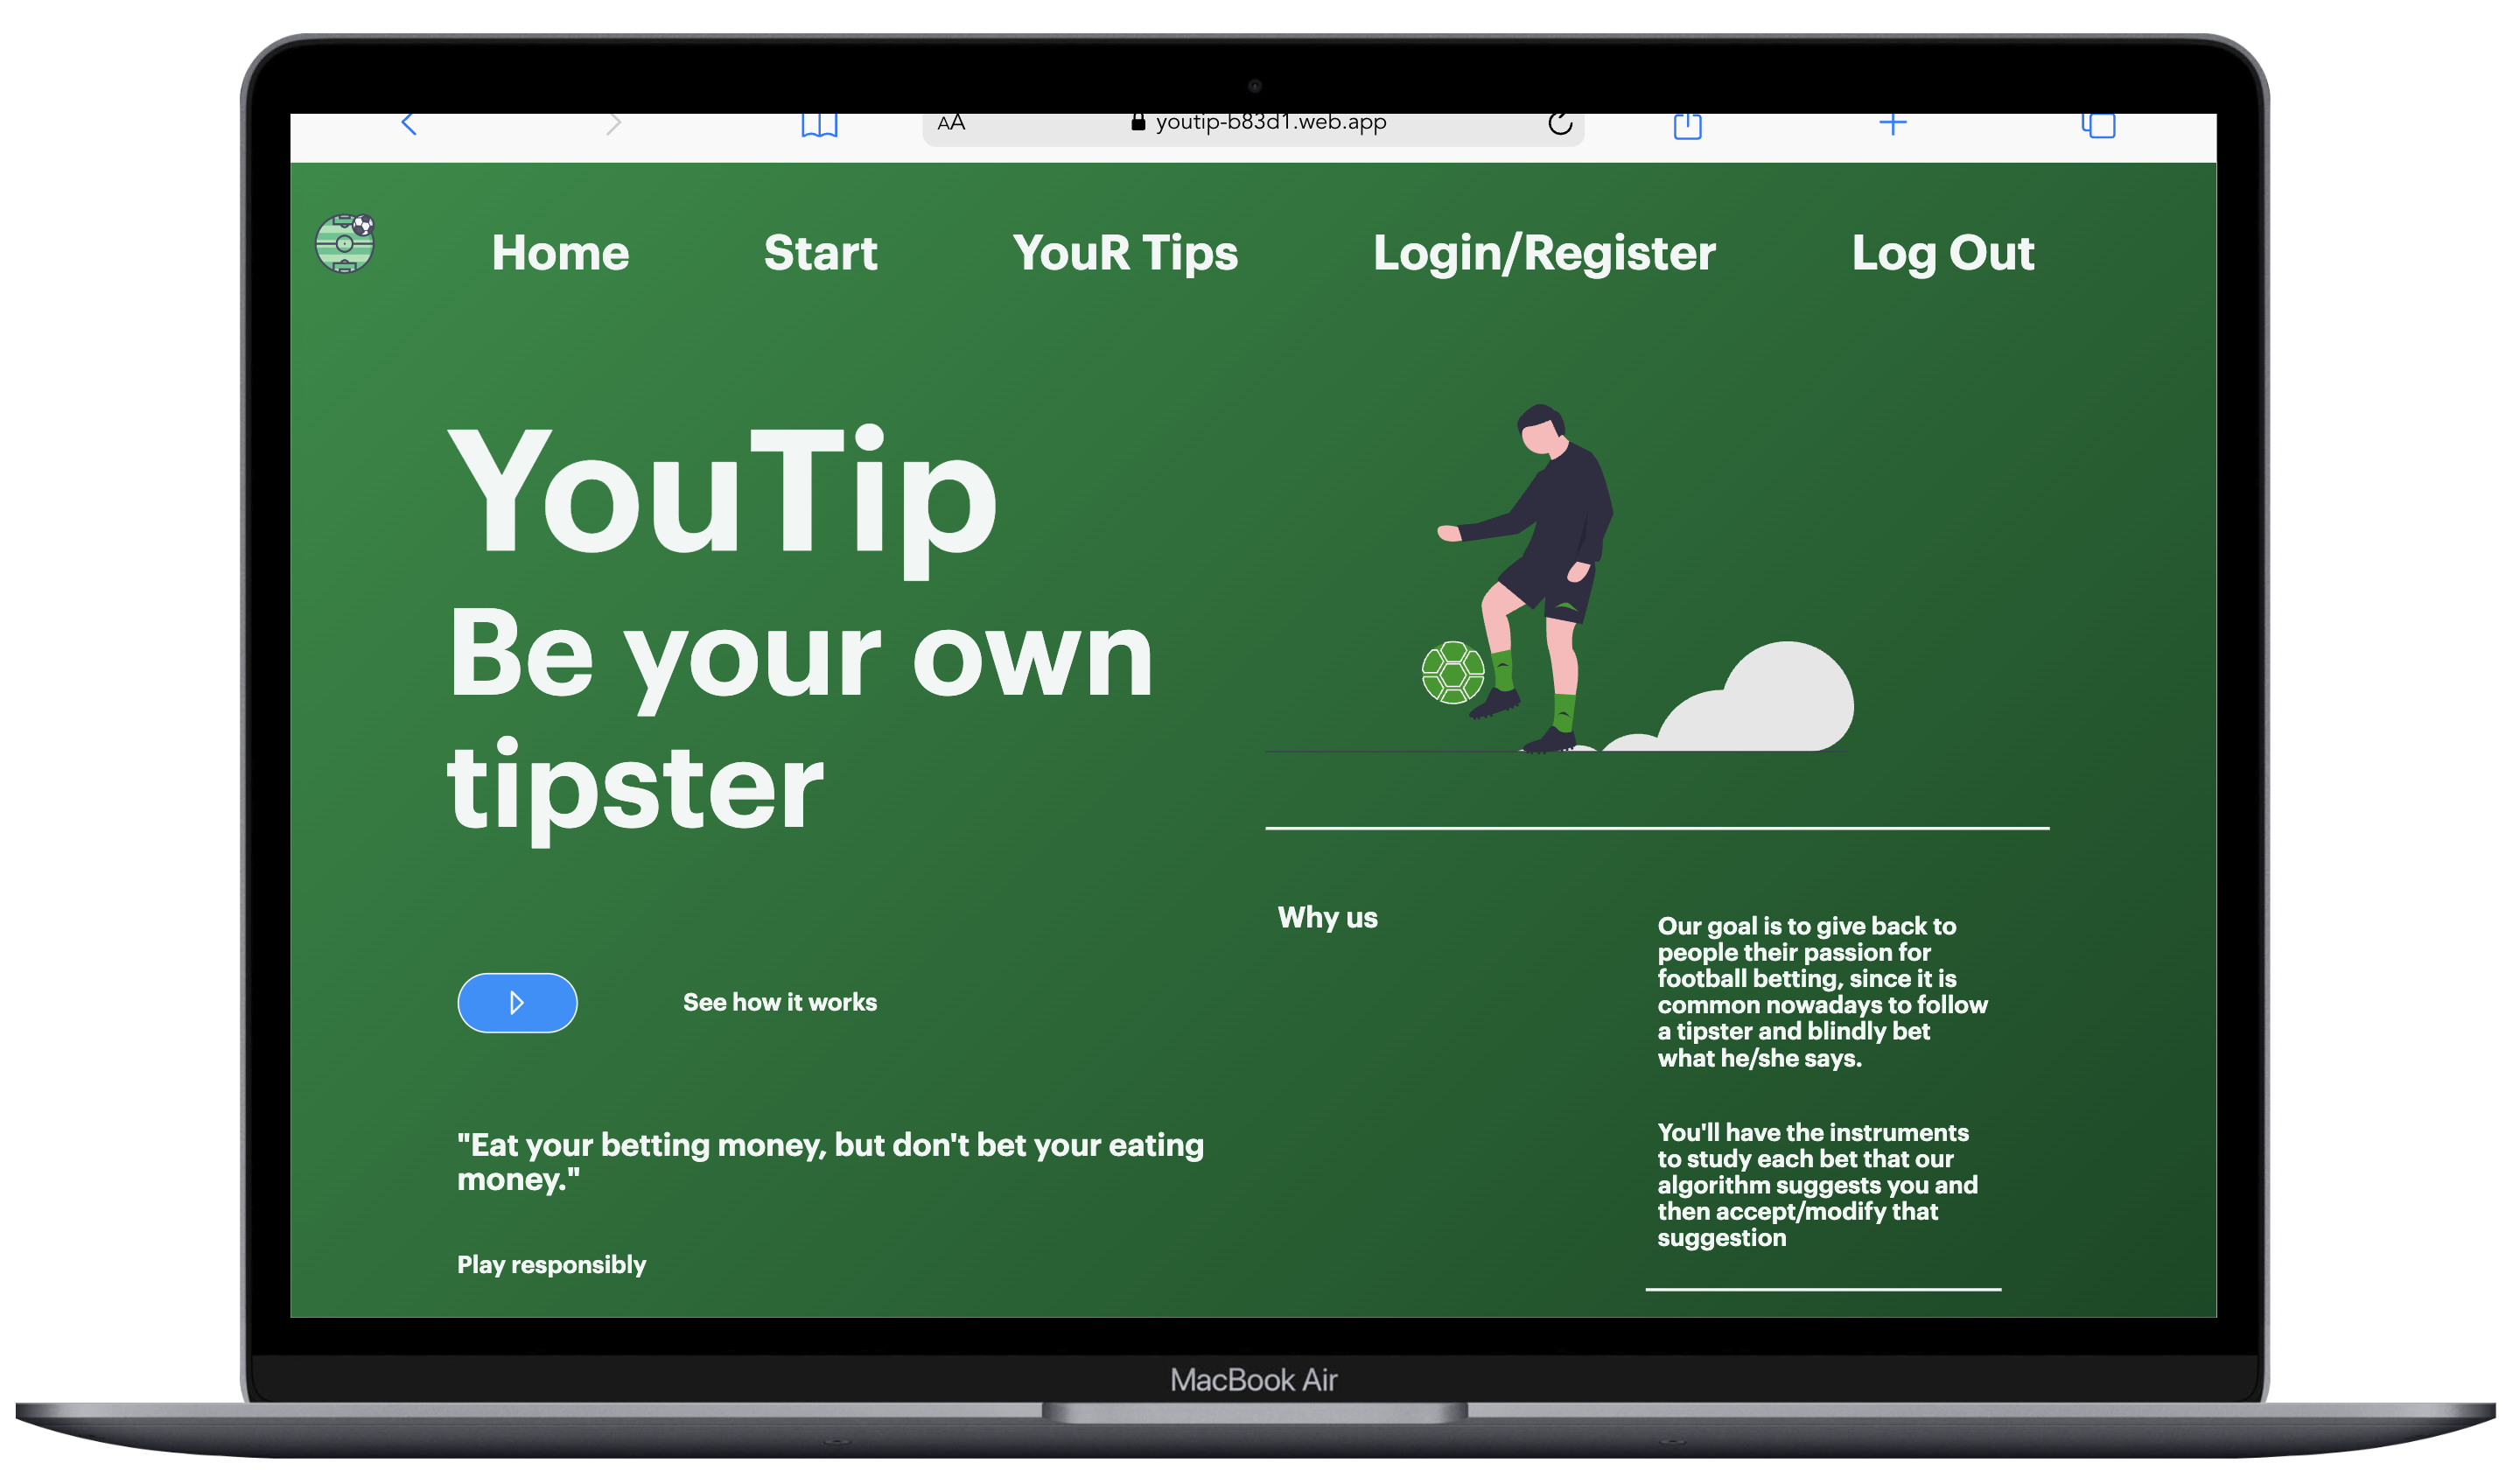 AA youtip-b83d1.web.app
Home Start YouR Tips Login/Register Log Out
YouTip
Be your own
tipster
See how it works
"Eat your betting money, but don't bet your eating
money."
Play responsibly
Why us
Our goal is to give back to
people their passion for
football betting, since it is
common nowadays to follow
a tipster and blindly bet
what he/she says.
You'll have the instruments
to study each bet that our
algorithm suggests you and
then accept/modify that
suggestion
MacBook Air